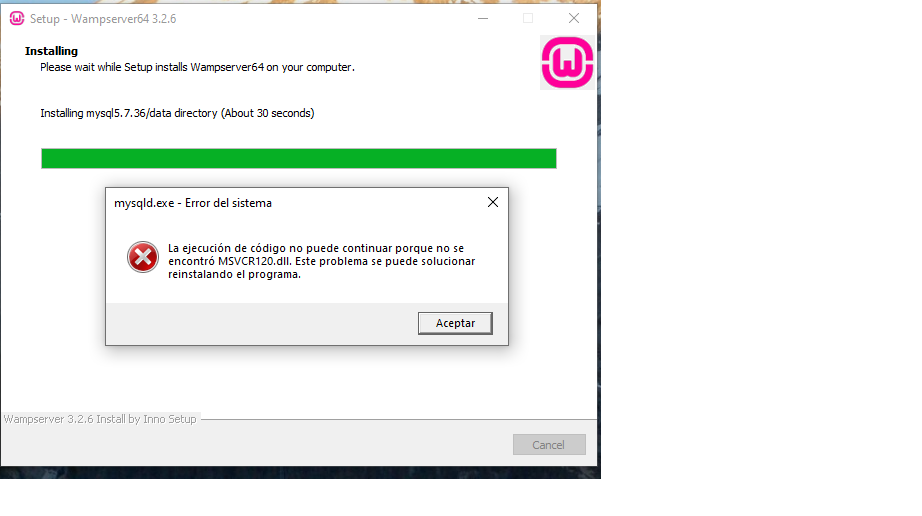 Setup - Wampserver64 3.2.6
Installing
Please wait while Setup installs Wampserver64 on your computer.
Installing mysql5.7.36/data directory (About 30 seconds)
mysqld.exe - Error del sistema
La ejecución de código no puede continuar porque no se
encontró MSVCR120.dll. Este problema se puede solucionar
reinstalando el programa.
Aceptar
Wampserver 3.2.6 Install by Inno Setup
Cancel